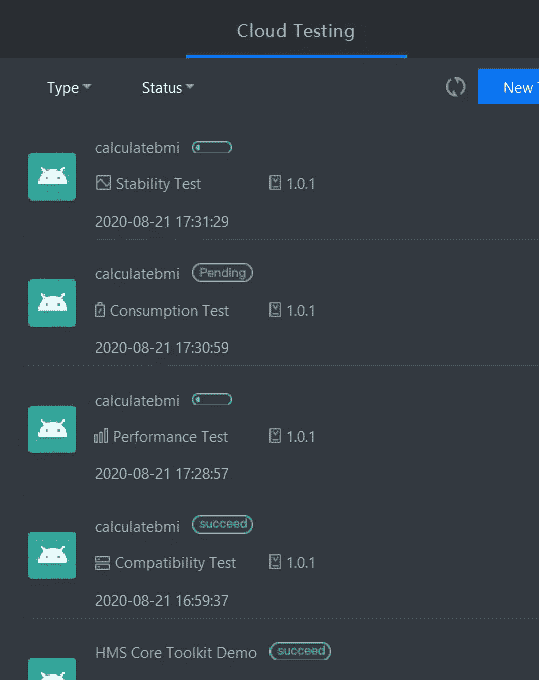 Cloud Testing
Type Status New
calculatebmi
Stability Test 1.0.1
2020-08-21 17:31:29
calculatebmi Pending
Consumption Test 1.0.1
2020-08-21 17:30:59
calculatebmi
Performance Test 1.0.1
2020-08-21 17:28:57
calculatebmi succeed
Compatibility Test 1.0.1
2020-08-21 16:59:37
HMS Core Toolkit Demo succeed